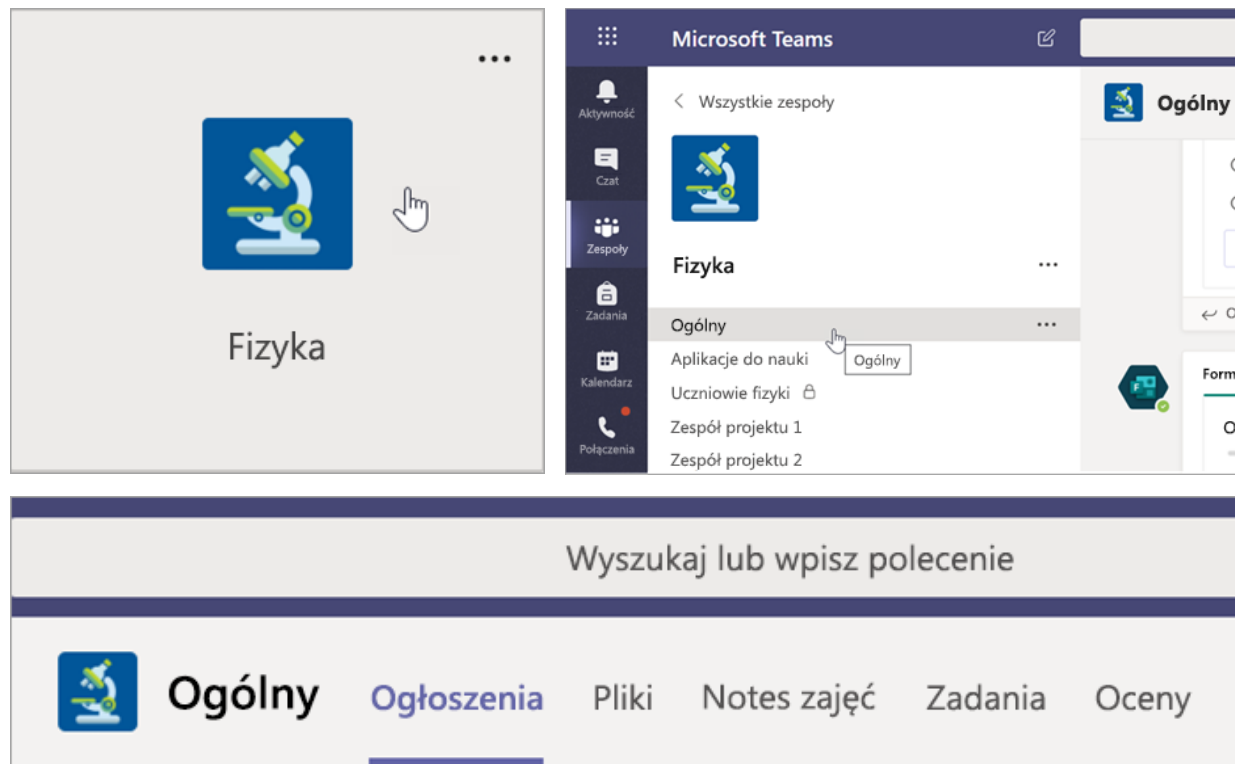 Fizyka
Microsoft Teams
Aktywność
Czat
Zespoły
Zadania
Kalendarz
Połączenia
Wszystkie zespoły
Fizyka
Ogólny
Ogólny
Aplikacje do nauki
Uczniowie fizyki
Zespół projektu 1
Zespół projektu 2
Ogólny
Form
Wyszukaj lub wpisz polecenie
Ogólny Ogłoszenia Pliki Notes zajęć Zadania Oceny